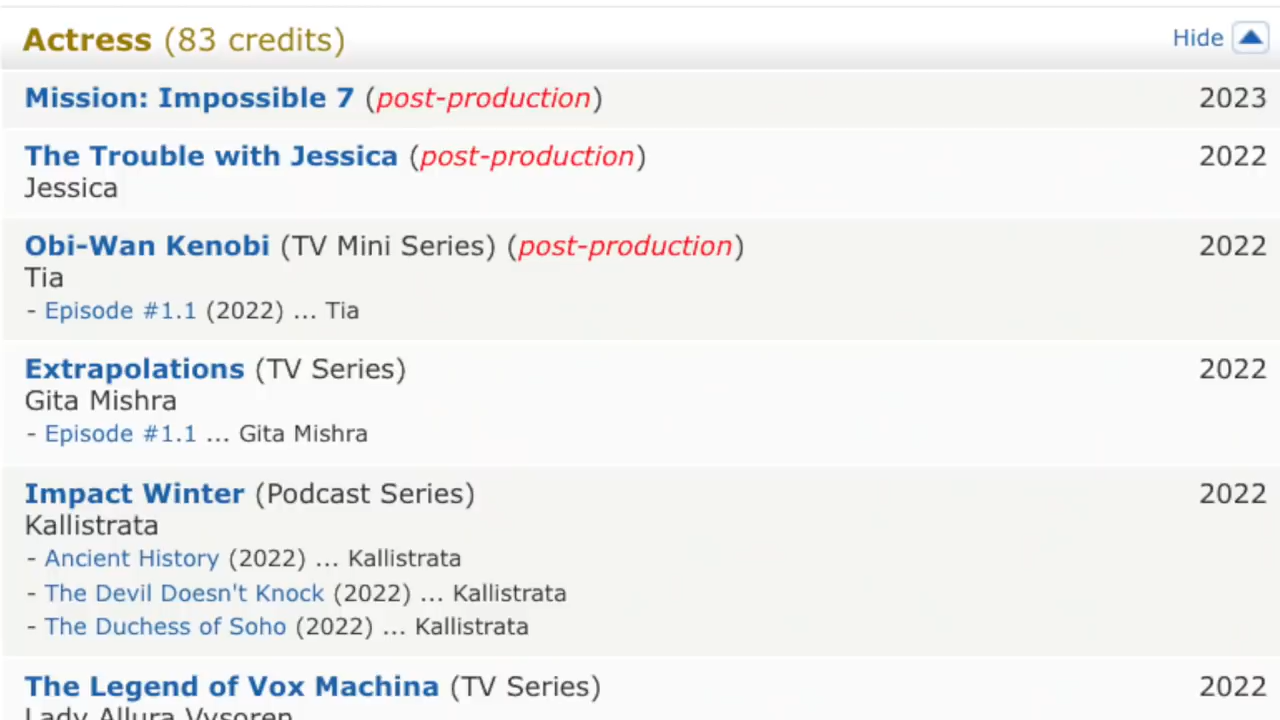 Actress (83 credits)
Hide
Mission: Impossible 7 (post-production)
2023
The Trouble with Jessica (post-production)
2022
Jessica
Obi-Wan Kenobi (TV Mini Series) (post-production)
2022
Tia
- Episode #1.1 (2022) ... Tia
Extrapolations (TV Series)
2022
Gita Mishra
- Episode #1.1 ... Gita Mishra
Impact Winter (Podcast Series)
2022
Kallistrata
- Ancient History (2022) ... Kallistrata
- The Devil Doesn't Knock (2022) ... Kallistrata
- The Duchess of Soho (2022) ... Kallistrata
The Legend of Vox Machina (TV Series)
2022
Lady Allura Vysoren